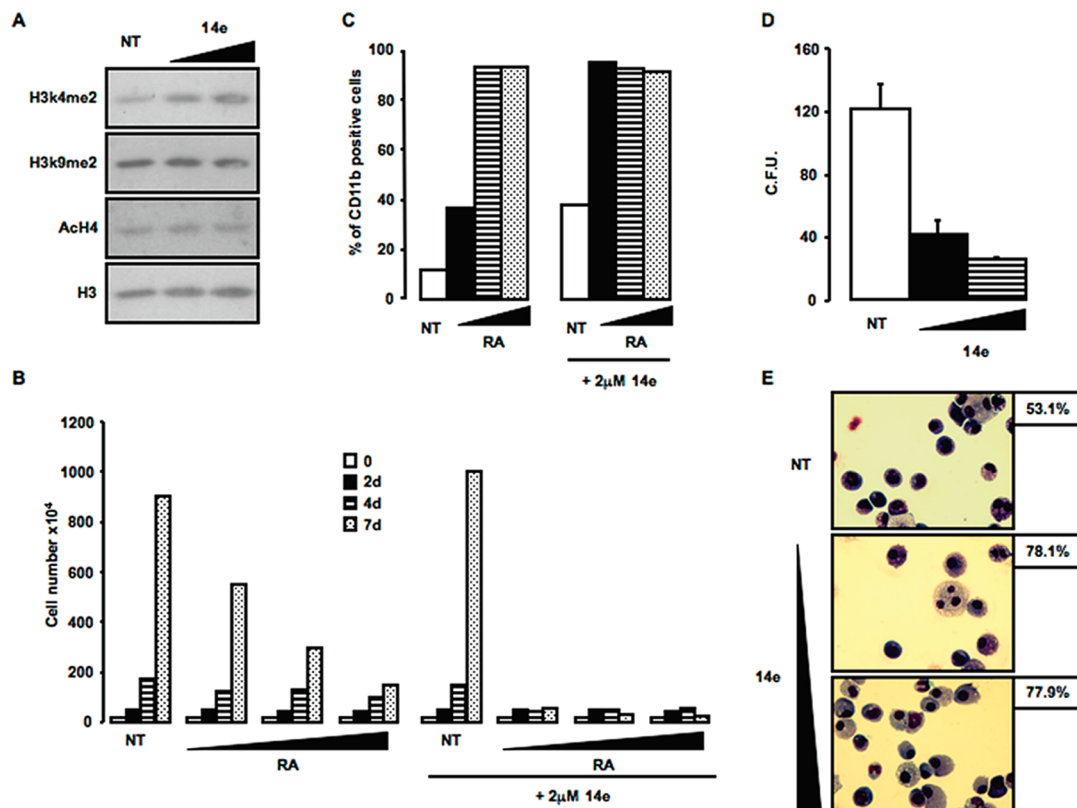 A
NT
14e
H3k4me2
H3k9me2
AcH4
H3
C
% of CD11b positive cells
100
80
60
40
20
0
NT
RA
NT
RA
+ 2μM 14e
D
C.F.U.
160
120
80
40
0
NT
14e
B
Cell number x10⁴
1200
1000
800
600
400
200
0
0
2d
4d
7d
NT
RA
NT
RA
+ 2μM 14e
E
NT
53.1%
78.1%
14e
77.9%